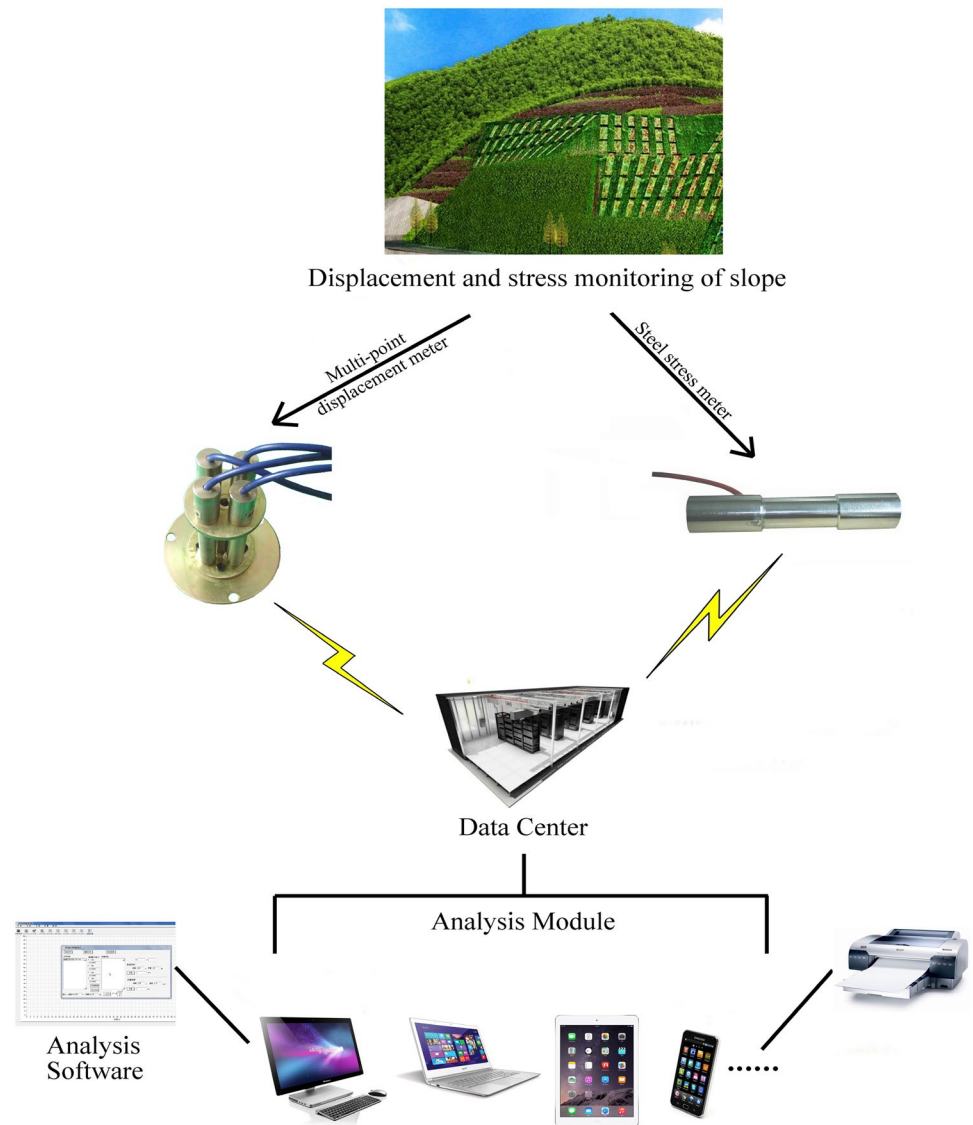 Displacement and stress monitoring of slope
Multi-point
displacement meter
Steel stress meter
Data Center
Analysis Module
Analysis
Software
......